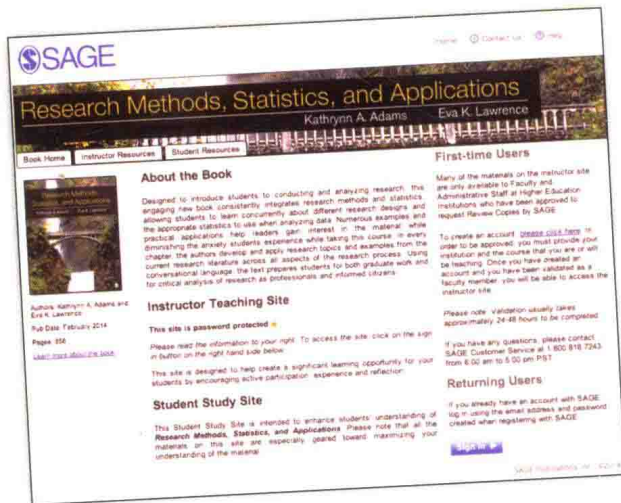 SAGE
Home Contact us Help
Research Methods, Statistics, and Applications
Kathrynn A. Adams Eva K. Lawrence
Book Home Instructor Resources Student Resources
Research Methods,
Statistics, and Applications
Authors: Kathrynn A. Adams and
Eva K. Lawrence
Pub Date: February 2014
Pages: 656
Learn more about this book
About the Book
Designed to introduce students to conducting and analyzing research, this
engaging new book consistently integrates research methods and statistics,
allowing students to learn concurrently about different research designs and
the appropriate statistics to use when analyzing data. Numerous examples and
practical applications help readers gain interest in the material while
diminishing the anxiety students experience while taking this course. In every
chapter, the authors develop and apply research topics and examples from the
current research literature across all aspects of the research process. Using
conversational language, the text prepares students for both graduate work and
for critical analysis of research as professionals and informed citizens.
Instructor Teaching Site
This site is password protected
Please read the information to your right. To access the site, click on the sign
in button on the right hand side below.
This site is designed to help create a significant learning opportunity for your
students by encouraging active participation, experience and reflection.
Student Study Site
This Student Study Site is intended to enhance students' understanding of
Research Methods, Statistics, and Applications. Please note that all the
materials on this site are especially geared toward maximizing your
understanding of the material.
First-time Users
Many of the materials on the instructor site
are only available to Faculty and
Administrative Staff at Higher Education
Institutions who have been approved to
request Review Copies by SAGE.
To create an account, please click here. In
order to be approved, you must provide your
institution and the course that you are or will
be teaching. Once you have created an
account and you have been validated as a
faculty member, you will be able to access the
instructor site.
Please note: Validation usually takes
approximately 24-48 hours to be completed.
If you have any questions, please contact
SAGE Customer Service at 1 800 818 7243
from 6:00 am to 5:00 pm PST.
Returning Users
If you already have an account with SAGE,
log in using the email address and password
created when registering with SAGE.
Sign in
SAGE Publications, Inc.